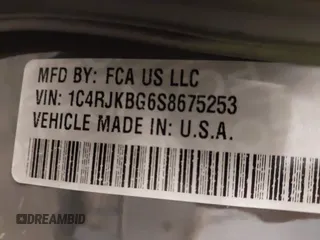 MFD BY: FCA US LLC
VIN: 1C4RJKBG6S8675253
VEHICLE MADE IN: U.S.A.
DREAMBID